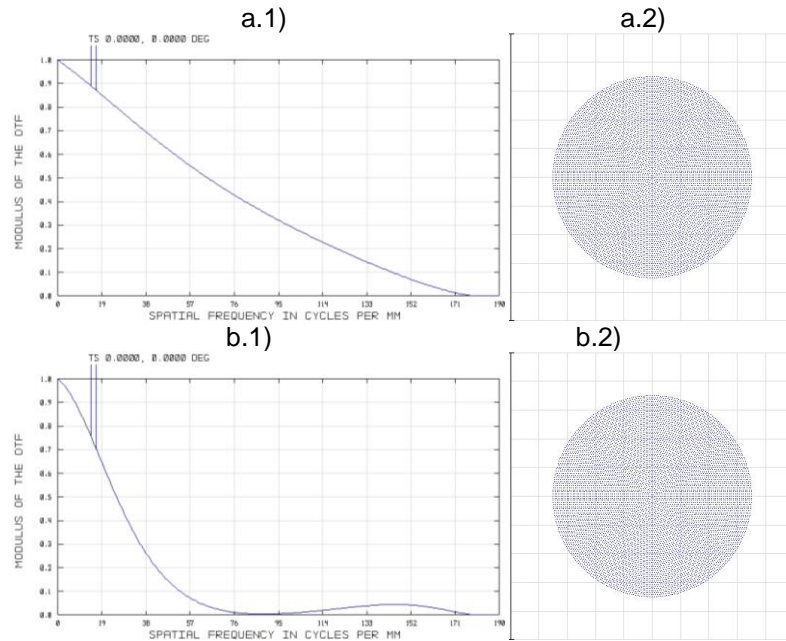 a.1)
a.2)
TS 0.0000, 0.0000 DEG
MODULUS OF THE OTF
1.0
0.9
0.8
0.7
0.6
0.5
0.4
0.3
0.2
0.1
0.0
0 19 38 57 76 95 114 133 152 171 190
SPATIAL FREQUENCY IN CYCLES PER MM
b.1)
b.2)
TS 0.0000, 0.0000 DEG
MODULUS OF THE OTF
1.0
0.9
0.8
0.7
0.6
0.5
0.4
0.3
0.2
0.1
0.0
0 19 38 57 76 95 114 133 152 171 190
SPATIAL FREQUENCY IN CYCLES PER MM